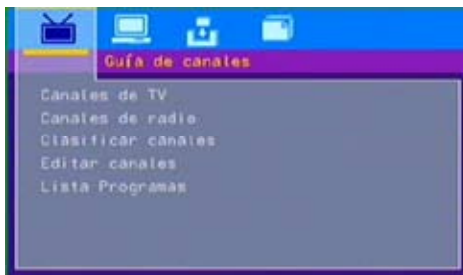 Guía de canales
Canales de TV
Canales de radio
Clasificar canales
Editar canales
Lista Programas